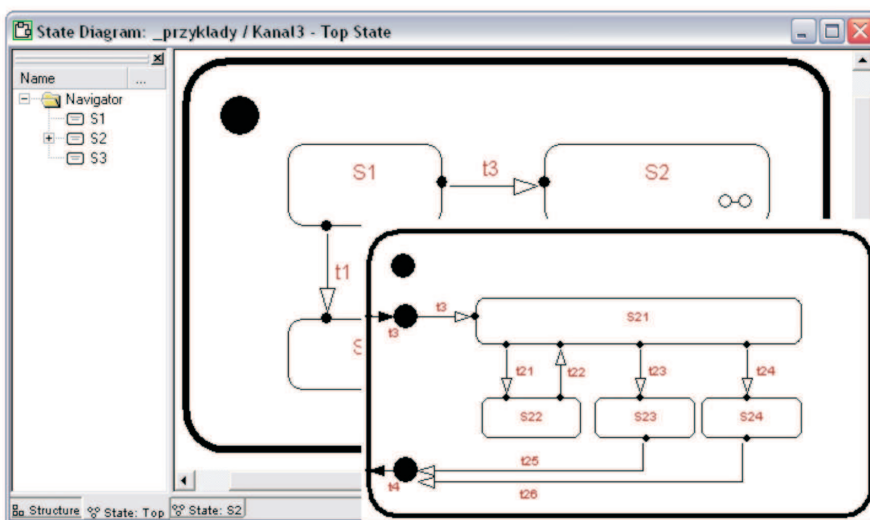 State Diagram: _przyklady / Kanal3 - Top State
Name ...
Navigator
S1
S2
S3
S1
t3
S2
t1
S
t3
t3
S21
t21
t22
t23
t24
S22
S23
S24
t25
t4
t26
Structure State: Top State: S2